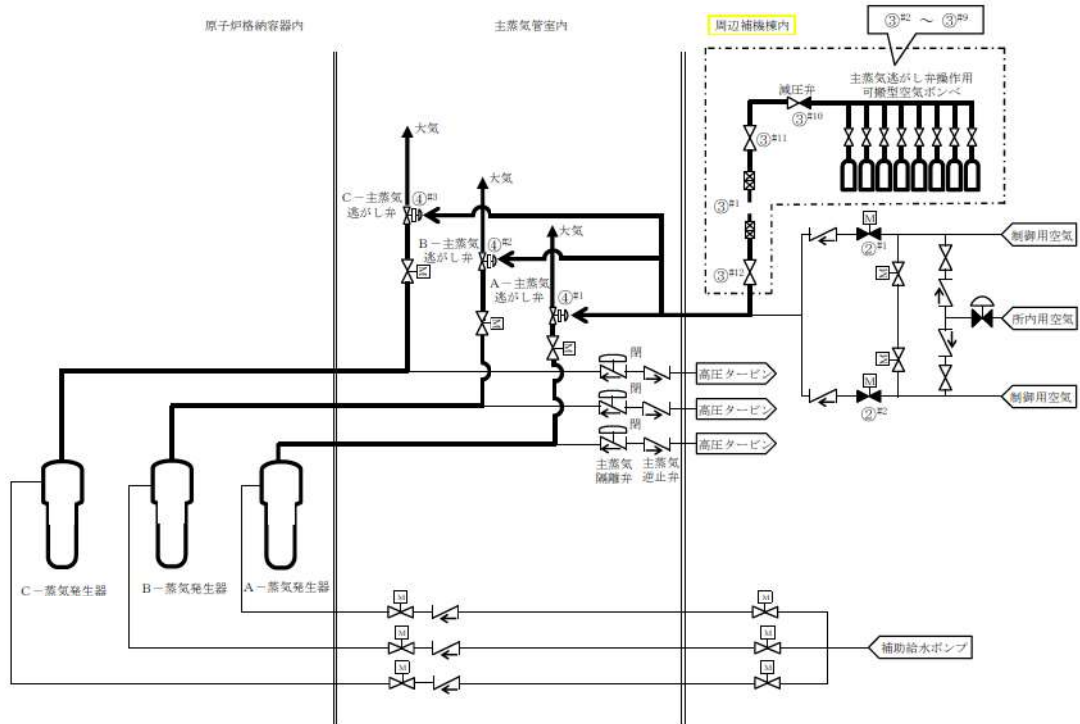 原子炉格納容器内
主蒸気管室内
周辺補機棟内
③#2 ～ ③#9
主蒸気逃がし弁操作用
可搬型空気ボンベ
減圧弁
③#10
③#11
③#1
③#12
大気
C－主蒸気
逃がし弁
④#3
大気
B－主蒸気
逃がし弁
④#2
大気
A－主蒸気
逃がし弁
④#1
M
M
M
M
②#1
制御用空気
M
所内用空気
M
M
②#2
制御用空気
閉
高圧タービン
閉
高圧タービン
閉
高圧タービン
主蒸気
隔離弁
主蒸気
逆止弁
C－蒸気発生器
B－蒸気発生器
A－蒸気発生器
M
M
M
M
M
M
補助給水ポンプ